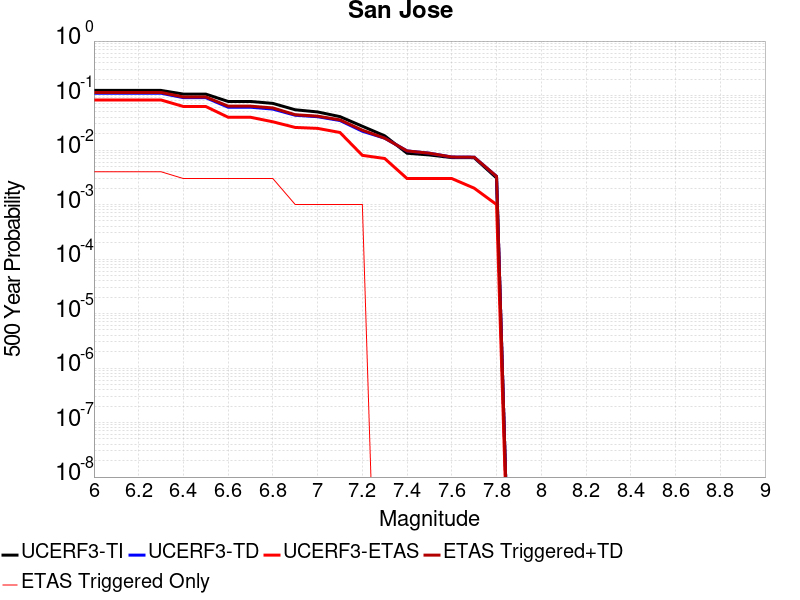 San Jose
10^0
10^-1
10^-2
10^-3
10^-4
10^-5
10^-6
10^-7
10^-8
500 Year Probability
6 6.2 6.4 6.6 6.8 7 7.2 7.4 7.6 7.8 8 8.2 8.4 8.6 8.8 9
Magnitude
UCERF3-TI UCERF3-TD UCERF3-ETAS ETAS Triggered+TD
ETAS Triggered Only